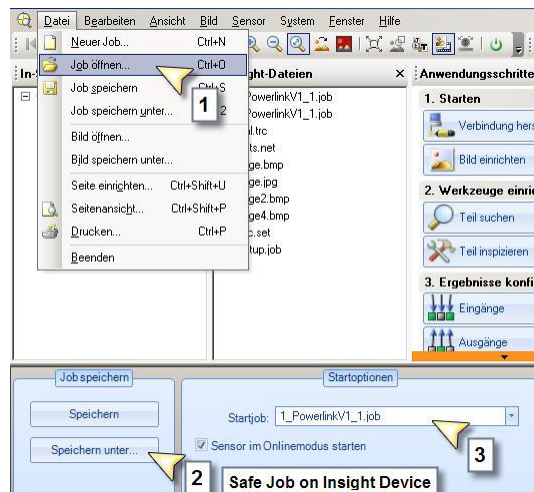 Datei Bearbeiten Ansicht Bild Sensor System Fenster Hilfe
Neuer Job... Ctrl+N
Job öffnen... Ctrl+O
Job speichern Ctrl+S
Job speichern unter... 2
Bild öffnen...
Bild speichern unter...
Seite einrichten... Ctrl+Shift+U
Seitenansicht... Ctrl+Shift+P
Drucken... Ctrl+P
Beenden
1
In-S
ght-Dateien ×
PowerlinkV1_1.job
PowerlinkV1_1.job
l.trc
ts.net
ge.bmp
ge.jpg
ge2.bmp
ge4.bmp
c.set
tup.job
Anwendungsschritte
1. Starten
Verbindung hers
Bild einrichten
2. Werkzeuge einri
Teil suchen
Teil inspizieren
3. Ergebnisse konfi
Eingänge
Ausgänge
Job speichern
Speichern
Speichern unter...
2
Startoptionen
Startjob: 1_PowerlinkV1_1.job
Sensor im Onlinemodus starten
3
Safe Job on Insight Device